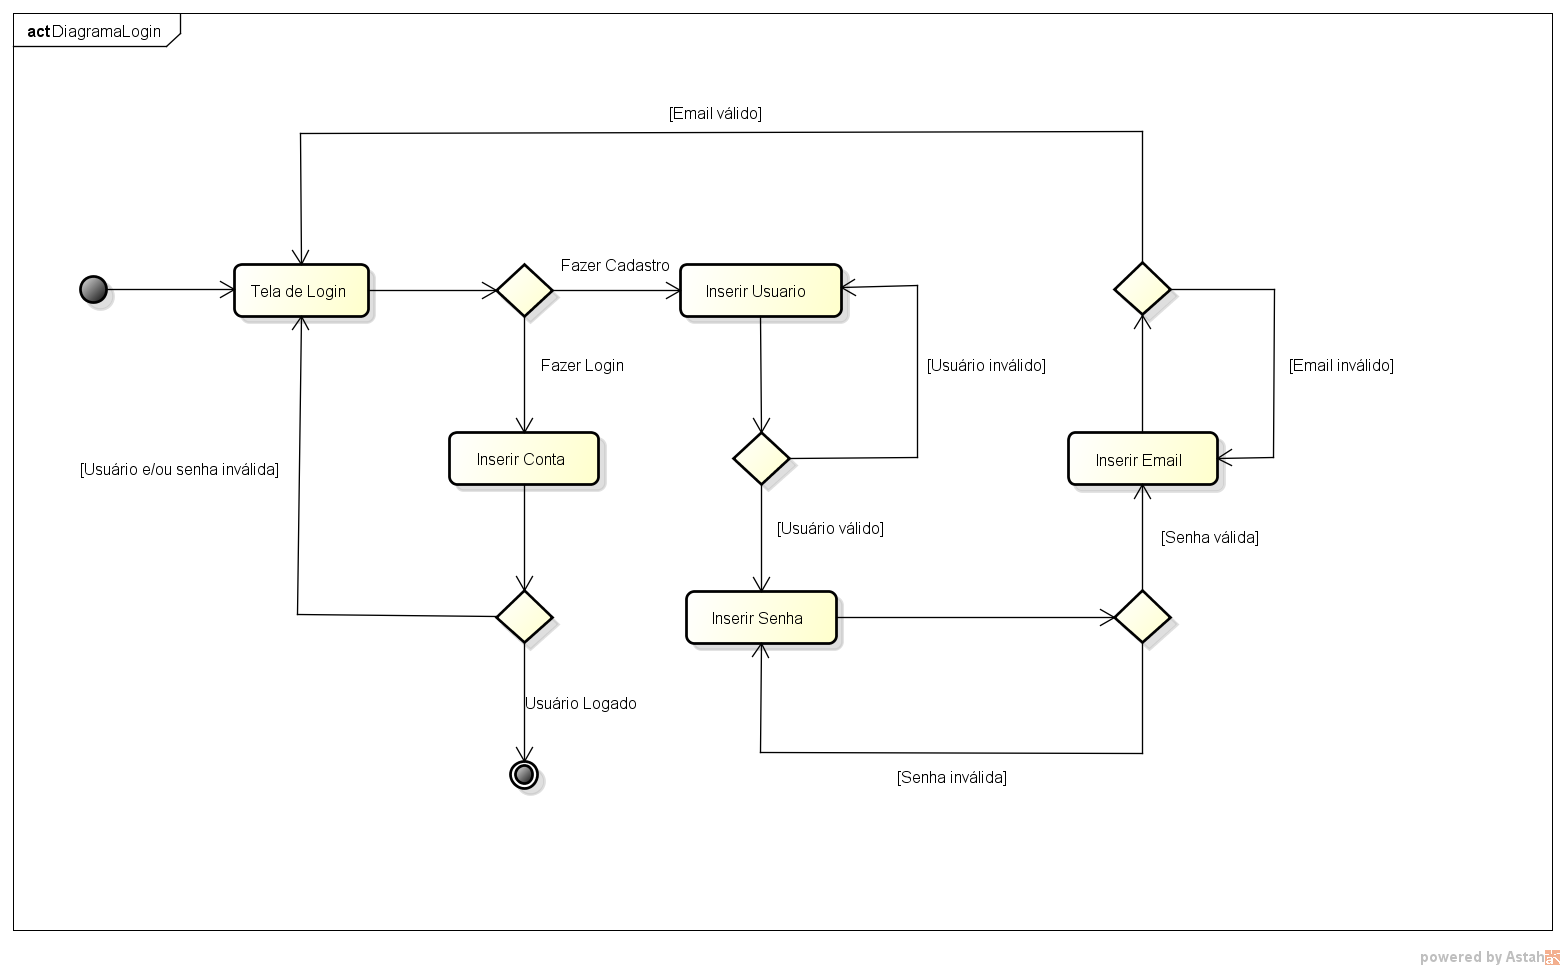 act DiagramaLogin
[Email válido]
Fazer Cadastro
Tela de Login
Inserir Usuario
Fazer Login
[Usuário inválido]
[Email inválido]
[Usuário e/ou senha inválida]
Inserir Conta
Inserir Email
[Usuário válido]
[Senha válida]
Inserir Senha
Usuário Logado
[Senha inválida]
powered by Astah